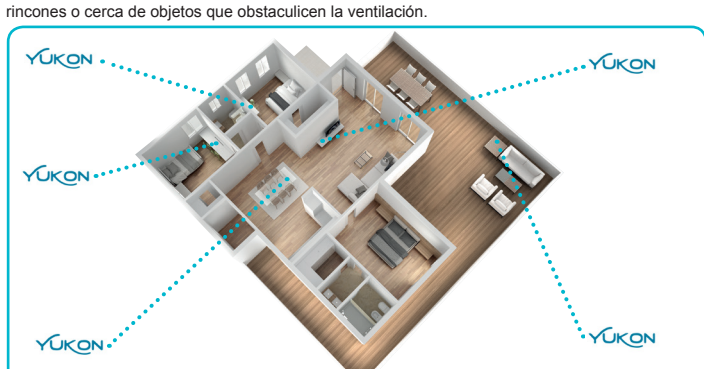 rincones o cerca de objetos que obstaculicen la ventilación.
YUKON
YUKON
YUKON
YUKON
YUKON